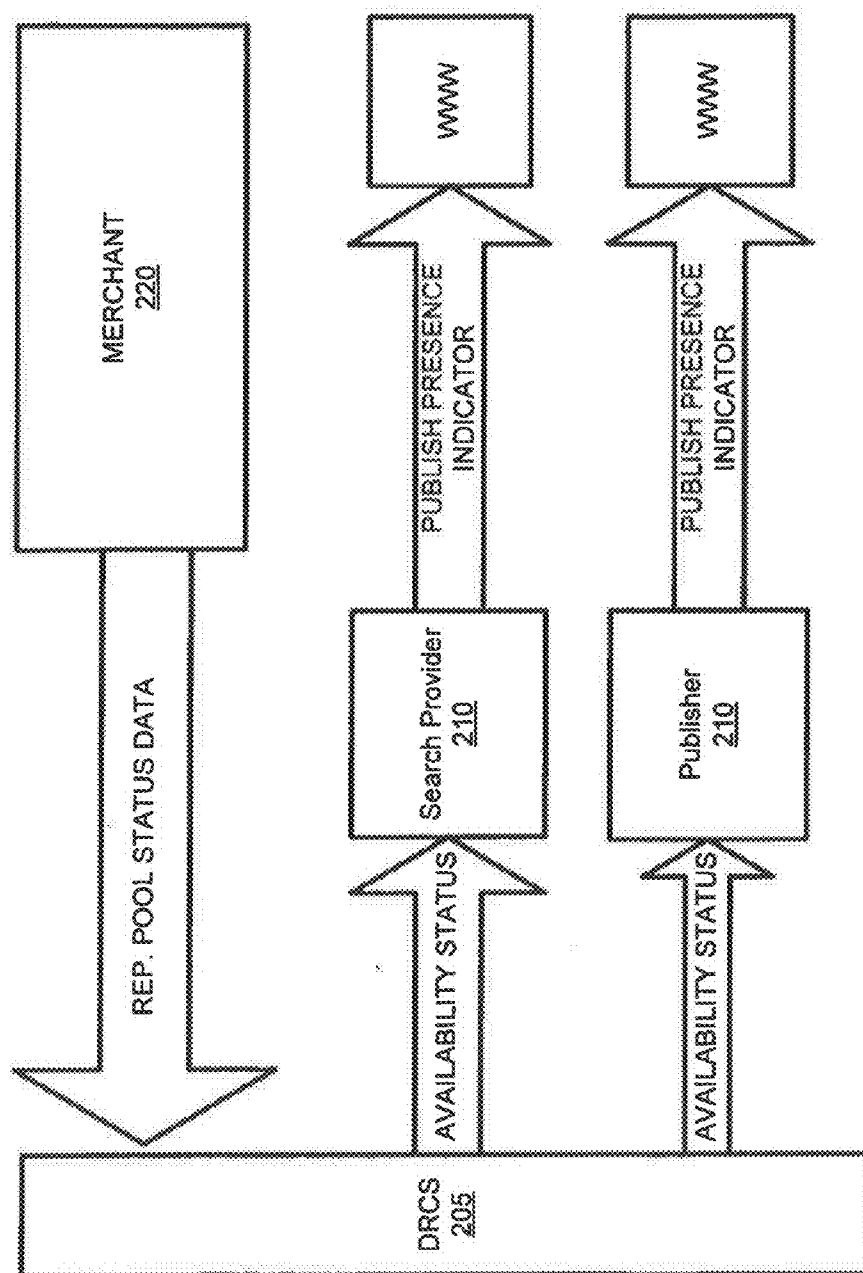 MERCHANT
220
REP. POOL STATUS DATA
DRCS
205
AVAILABILITY STATUS
Search Provider
210
PUBLISH PRESENCE
INDICATOR
WWW
AVAILABILITY STATUS
Publisher
210
PUBLISH PRESENCE
INDICATOR
WWW